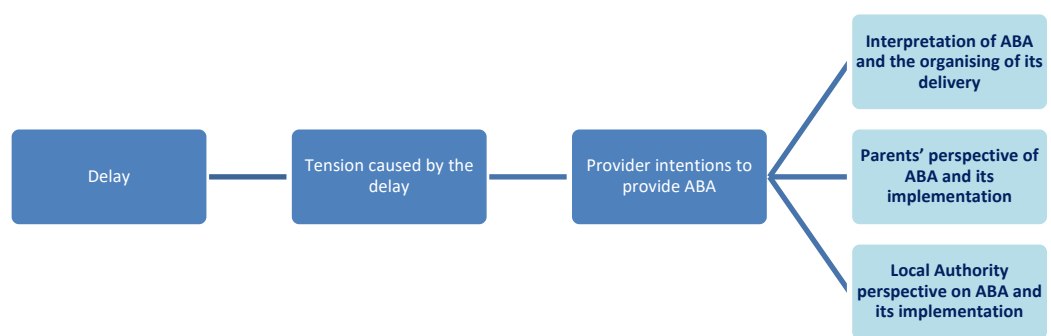 Delay
Tension caused by the
delay
Provider intentions to
provide ABA
Interpretation of ABA
and the organising of its
delivery
Parents’ perspective of
ABA and its
implementation
Local Authority
perspective on ABA and
its implementation